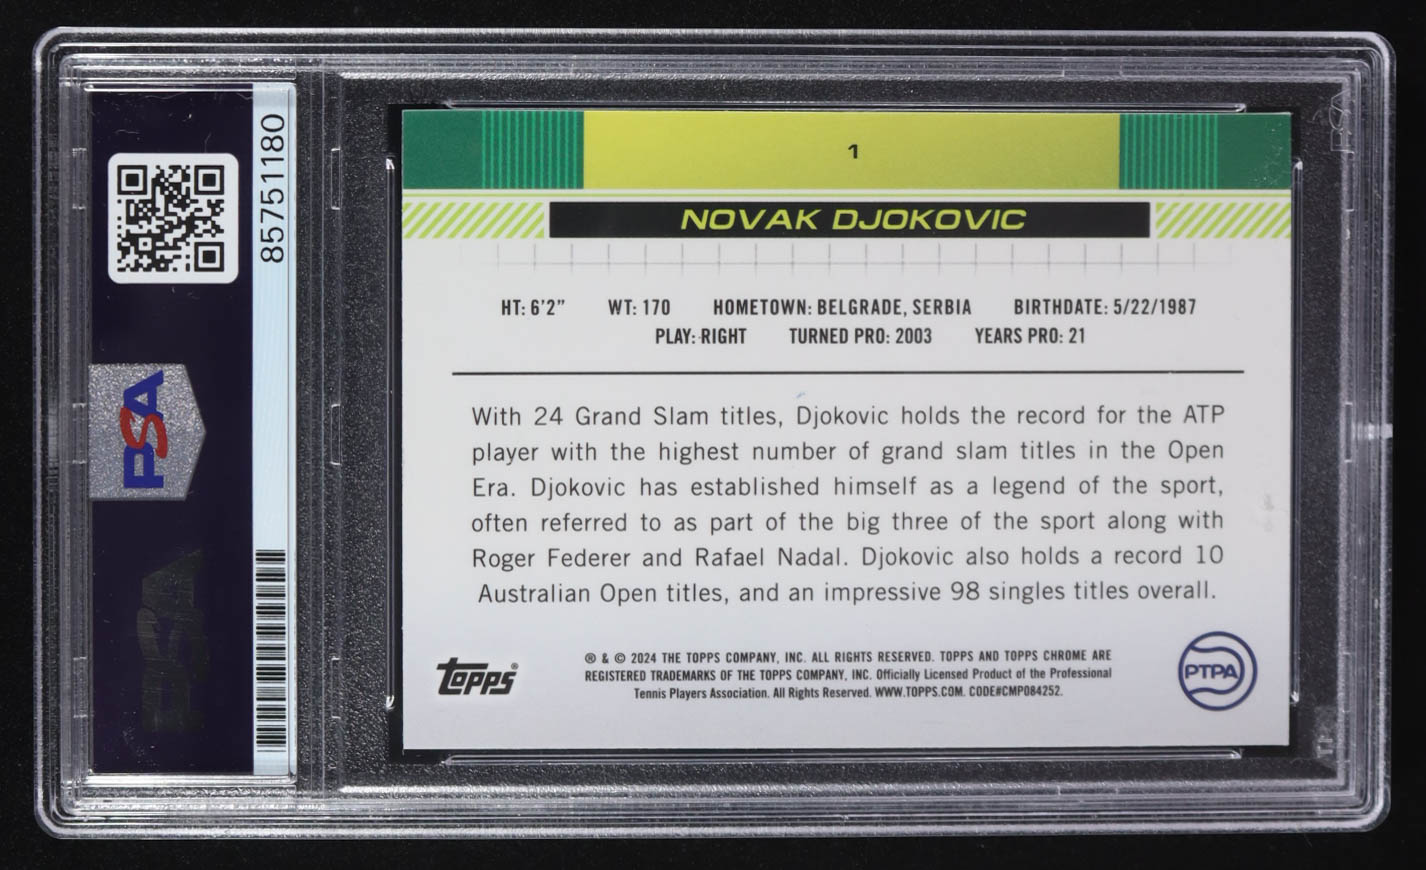 85751180
PSA
1
NOVAK DJOKOVIC
HT: 6'2" WT: 170 HOMETOWN: BELGRADE, SERBIA BIRTHDATE: 5/22/1987
PLAY: RIGHT TURNED PRO: 2003 YEARS PRO: 21
With 24 Grand Slam titles, Djokovic holds the record for the ATP
player with the highest number of grand slam titles in the Open
Era. Djokovic has established himself as a legend of the sport,
often referred to as part of the big three of the sport along with
Roger Federer and Rafael Nadal. Djokovic also holds a record 10
Australian Open titles, and an impressive 98 singles titles overall.
topps®
® & © 2024 THE TOPPS COMPANY, INC. ALL RIGHTS RESERVED. TOPPS AND TOPPS CHROME ARE
REGISTERED TRADEMARKS OF THE TOPPS COMPANY, INC. Officially Licensed Product of the Professional
Tennis Players Association. All Rights Reserved. WWW.TOPPS.COM. CODE#CMP084252.
PTPA
PSA
PSA